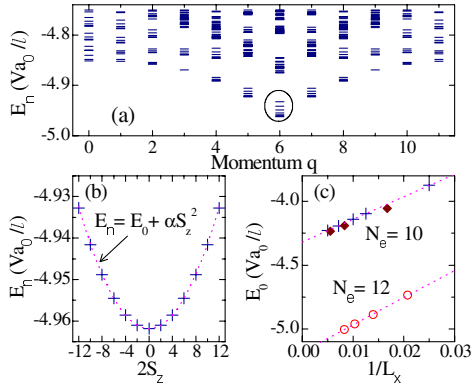 E_n (Va_0/l)
-4.8
-4.9
-5.0
(a)
0 2 4 6 8 10
Momentum q
E_n (Va_0/l)
-4.93
-4.94
-4.95
-4.96
(b)
E_n = E_0 + αS_z^2
-12 -8 -4 0 4 8 12
2S_z
E_0 (Va_0/l)
-4.0
-4.5
-5.0
(c)
N_e = 10
N_e = 12
0.00 0.01 0.02 0.03
1/L_x